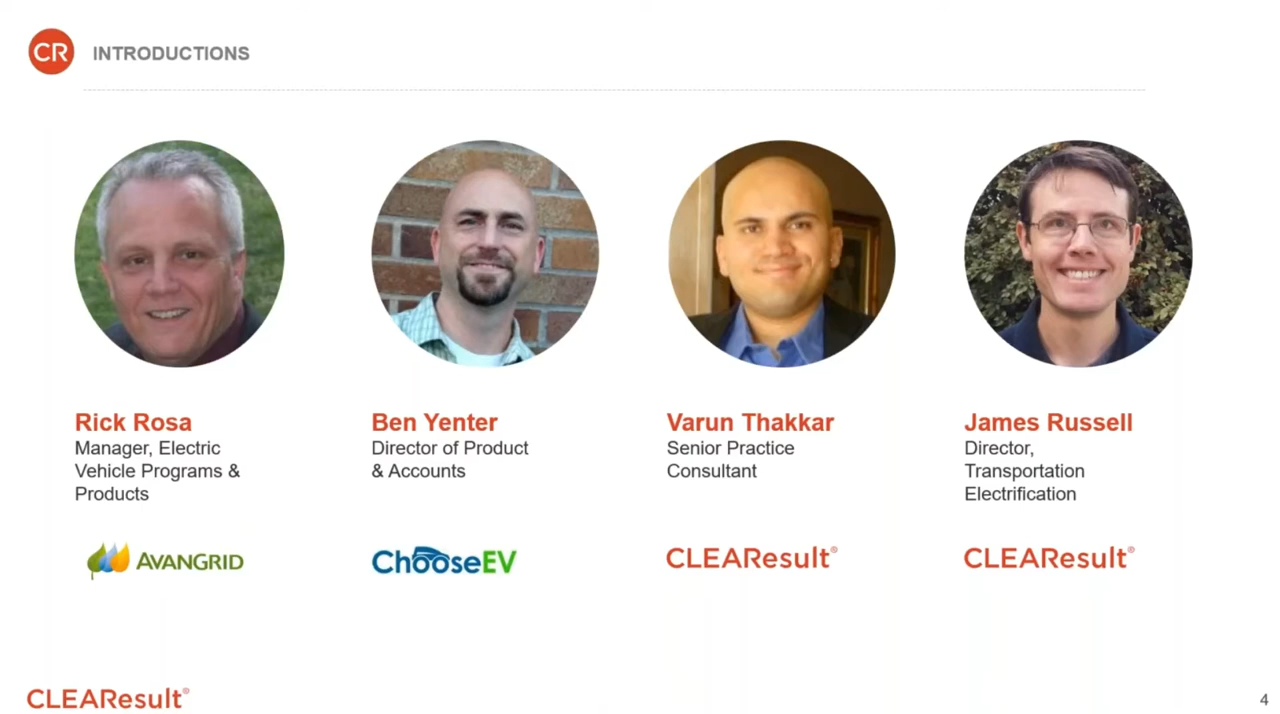 CR INTRODUCTIONS
Rick Rosa
Manager, Electric
Vehicle Programs &
Products
AVANGRID
Ben Yenter
Director of Product
& Accounts
ChooseEV
Varun Thakkar
Senior Practice
Consultant
CLEAResult®
James Russell
Director,
Transportation
Electrification
CLEAResult®
CLEAResult®
4